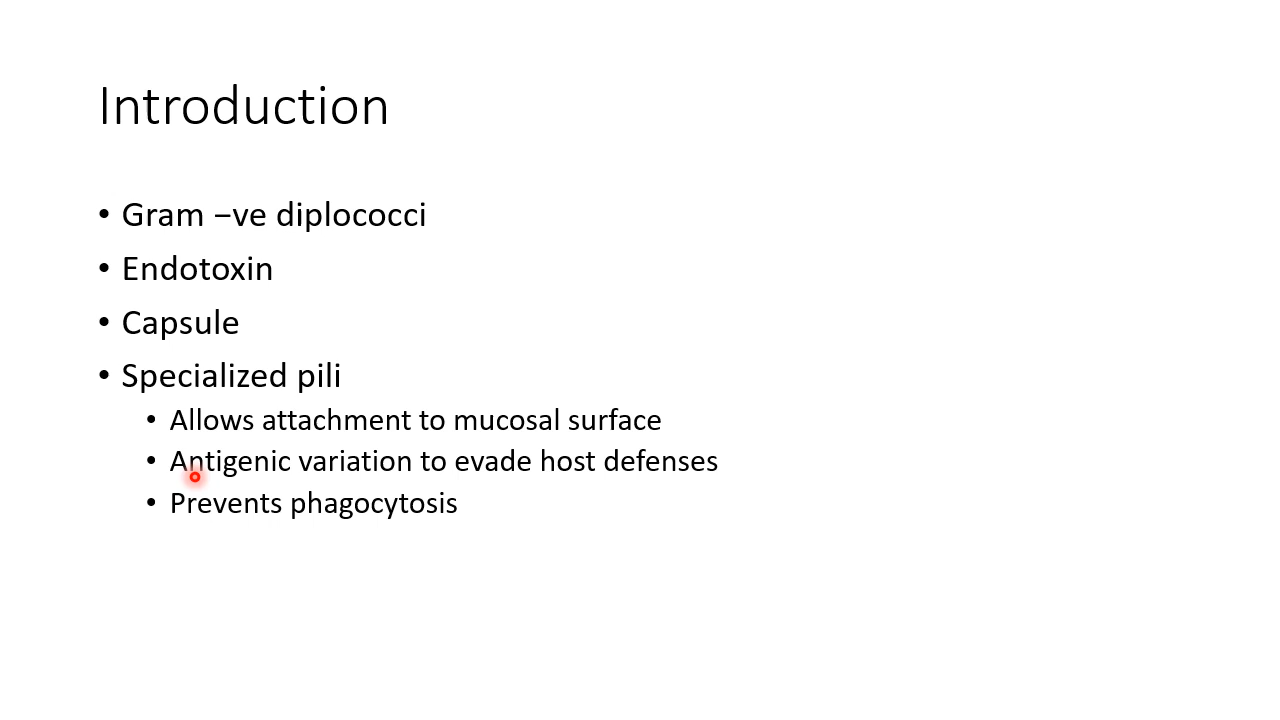 Introduction
• Gram –ve diplococci
• Endotoxin
• Capsule
• Specialized pili
• Allows attachment to mucosal surface
• Antigenic variation to evade host defenses
• Prevents phagocytosis